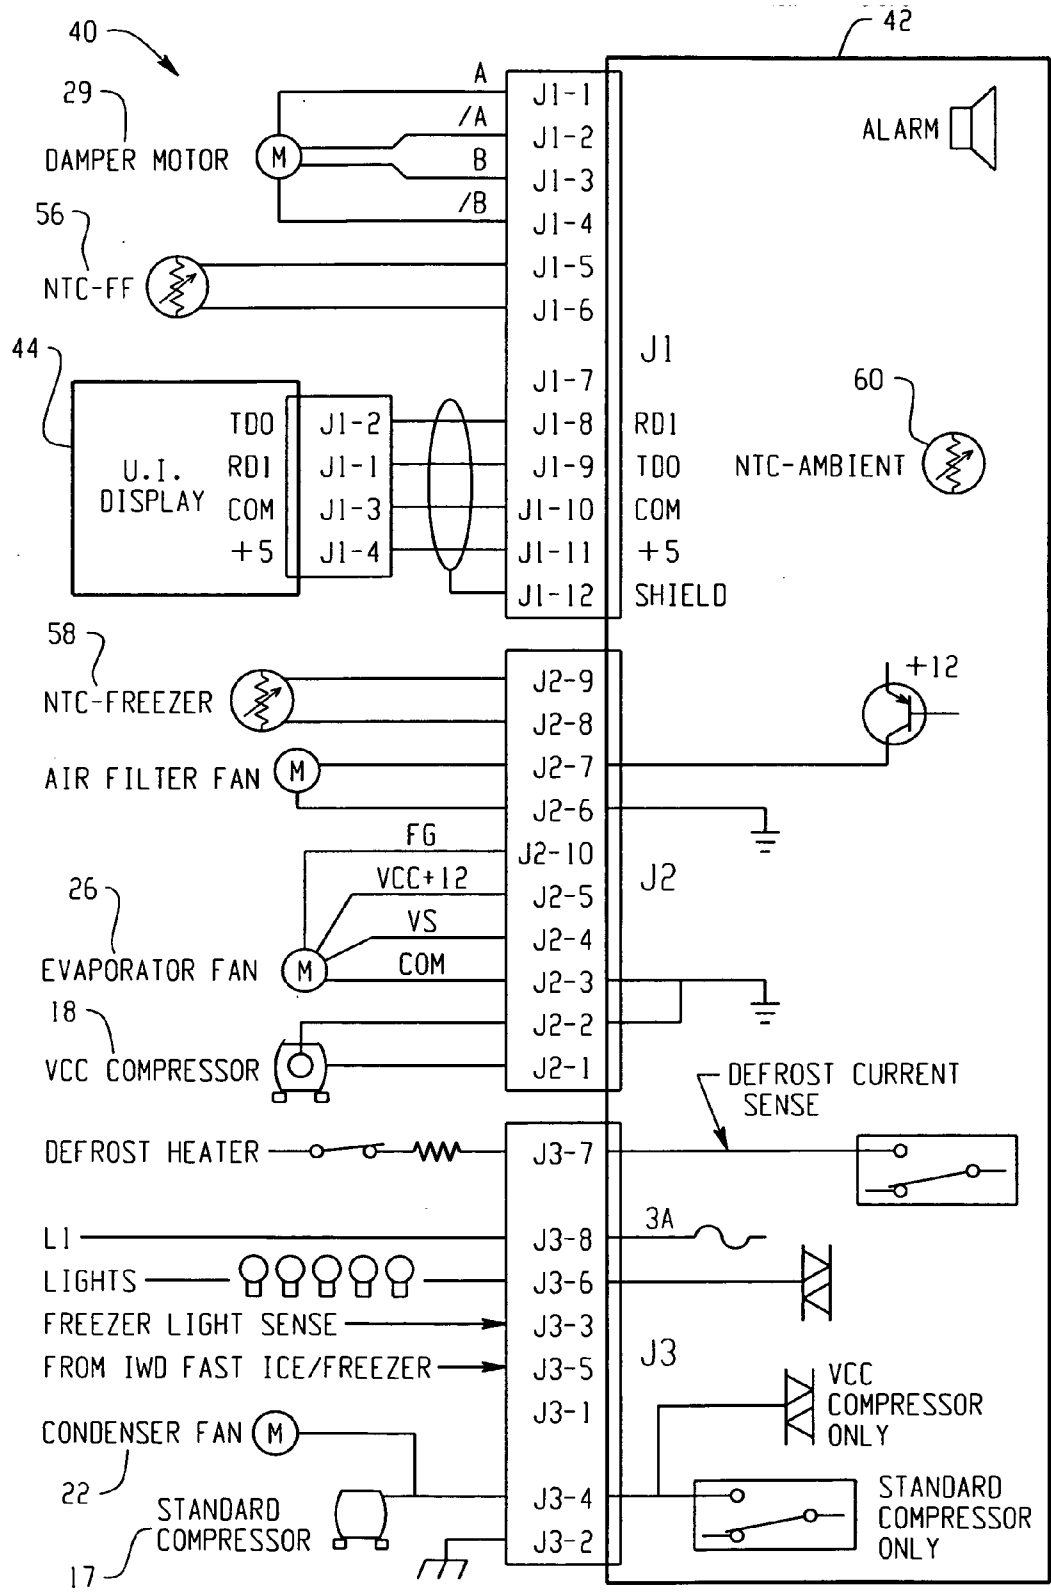 40
42
29
A
J1-1
/A
J1-2
ALARM
DAMPER MOTOR
M
B
J1-3
/B
J1-4
56
NTC-FF
J1-5
J1-6
44
J1
J1-7
60
TDO
J1-2
J1-8
RD1
U.I.
DISPLAY
RD1
J1-1
J1-9
TDO
NTC-AMBIENT
COM
J1-3
J1-10
COM
+5
J1-4
J1-11
+5
J1-12
SHIELD
58
NTC-FREEZER
J2-9
+12
J2-8
AIR FILTER FAN
M
J2-7
J2-6
FG
J2-10
VCC+12
J2-5
J2
26
VS
J2-4
EVAPORATOR FAN
M
COM
J2-3
18
J2-2
VCC COMPRESSOR
J2-1
DEFROST CURRENT
SENSE
DEFROST HEATER
J3-7
L1
J3-8
3A
LIGHTS
J3-6
FREEZER LIGHT SENSE
J3-3
FROM IWD FAST ICE/FREEZER
J3-5
J3
J3-1
VCC
COMPRESSOR
ONLY
CONDENSER FAN
M
22
J3-4
STANDARD
COMPRESSOR
J3-2
STANDARD
COMPRESSOR
ONLY
17